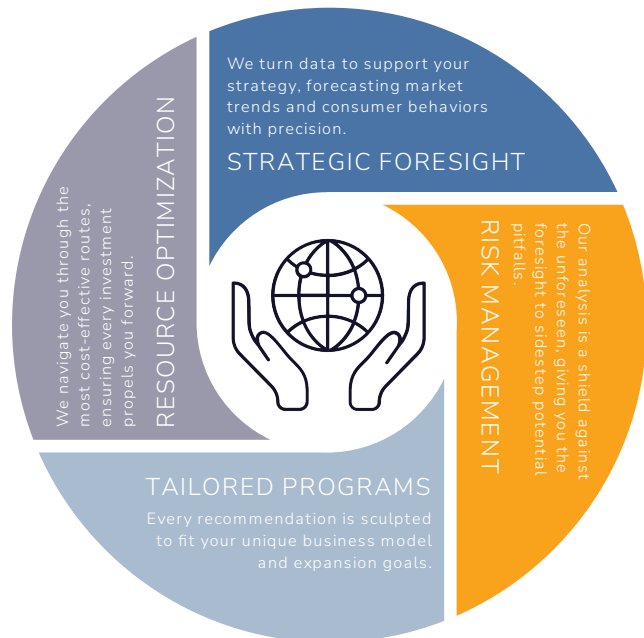 We turn data to support your
strategy, forecasting market
trends and consumer behaviors
with precision.
STRATEGIC FORESIGHT
RISK MANAGEMENT
Our analysis is a shield against
the unforeseen, giving you the
foresight to sidestep potential
pitfalls.
TAILORED PROGRAMS
Every recommendation is sculpted
to fit your unique business model
and expansion goals.
We navigate you through the
most cost-effective routes,
ensuring every investment
propels you forward.
RESOURCE OPTIMIZATION